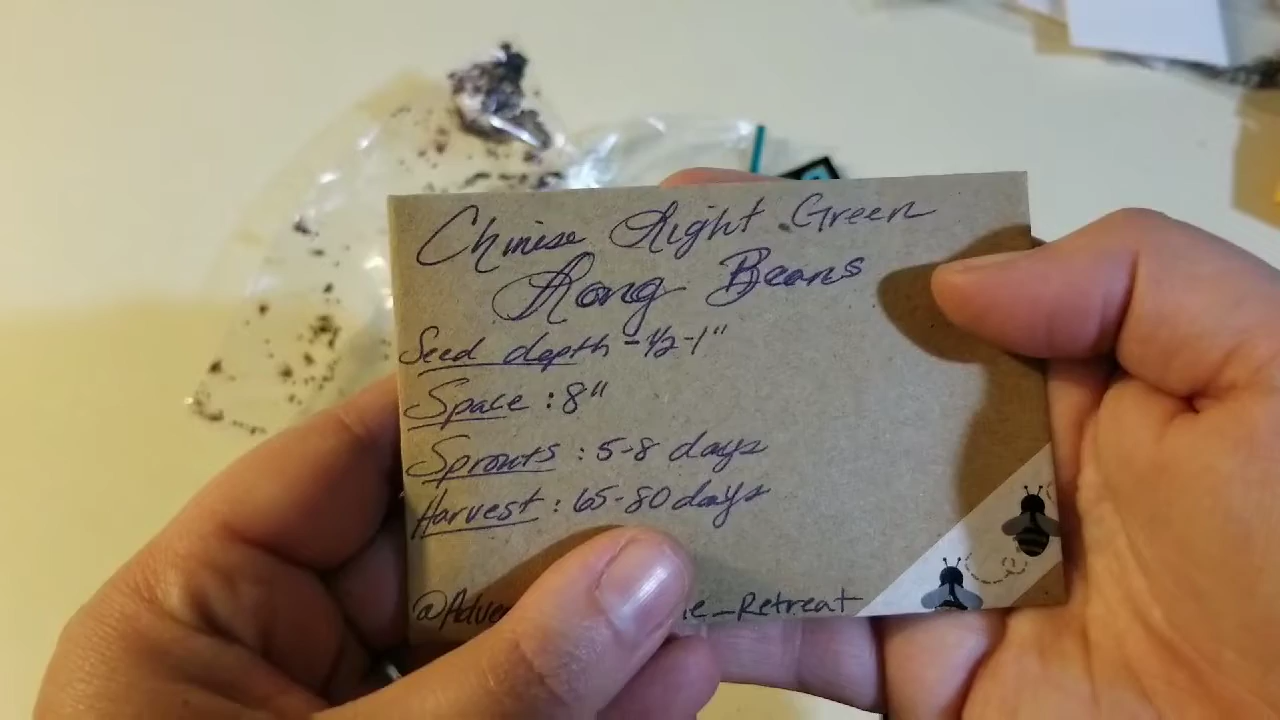 Chinese Light Green
Long Beans
Seed depth - 1/2-1"
Space : 8"
Sprouts : 5-8 days
Harvest : 65-80 days
_Retreat